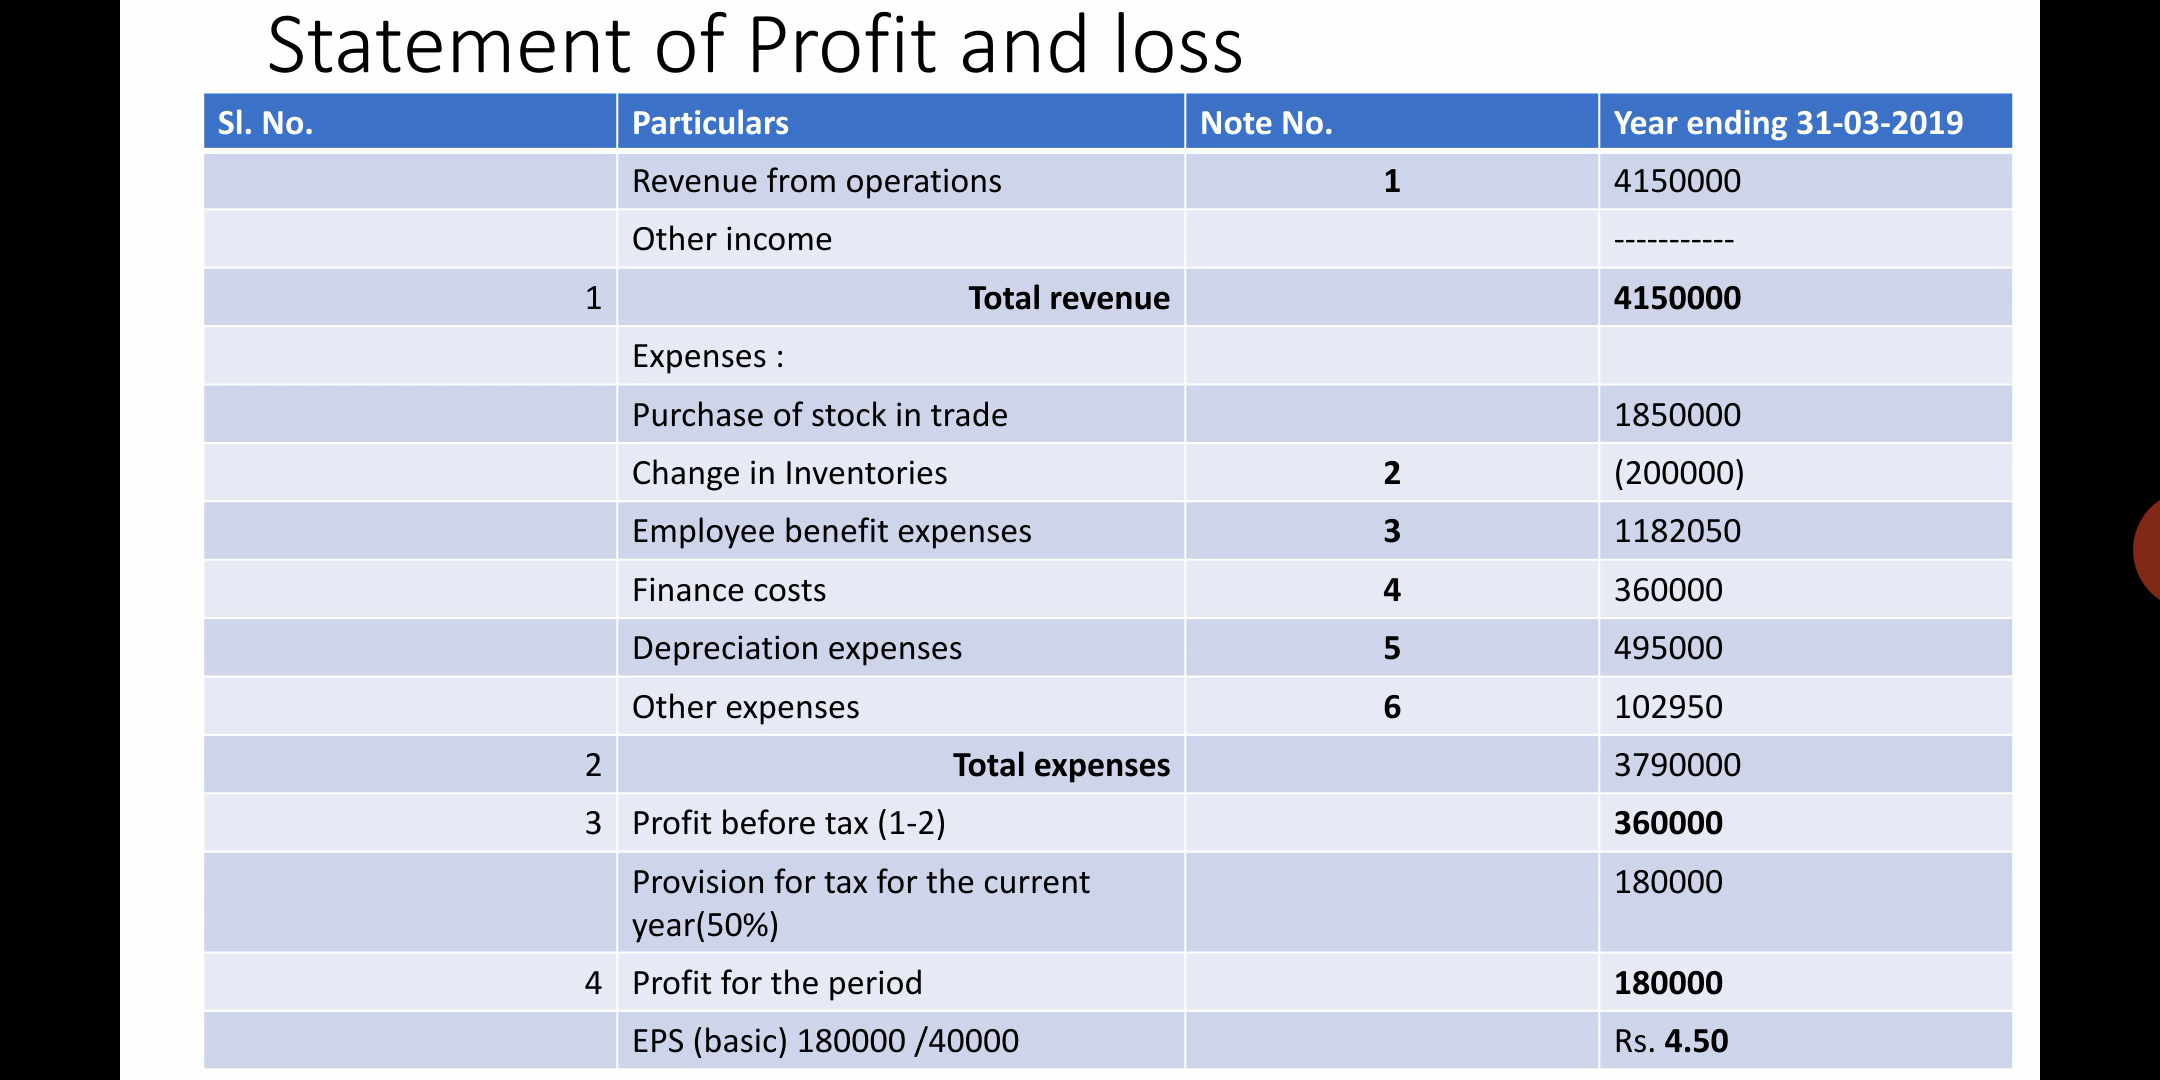 Statement of Profit and loss
Sl. No. Particulars Note No. Year ending 31-03-2019
Revenue from operations 1 4150000
Other income -----------
1 Total revenue 4150000
Expenses :
Purchase of stock in trade 1850000
Change in Inventories 2 (200000)
Employee benefit expenses 3 1182050
Finance costs 4 360000
Depreciation expenses 5 495000
Other expenses 6 102950
2 Total expenses 3790000
3 Profit before tax (1-2) 360000
Provision for tax for the current 180000
year(50%)
4 Profit for the period 180000
EPS (basic) 180000 /40000 Rs. 4.50